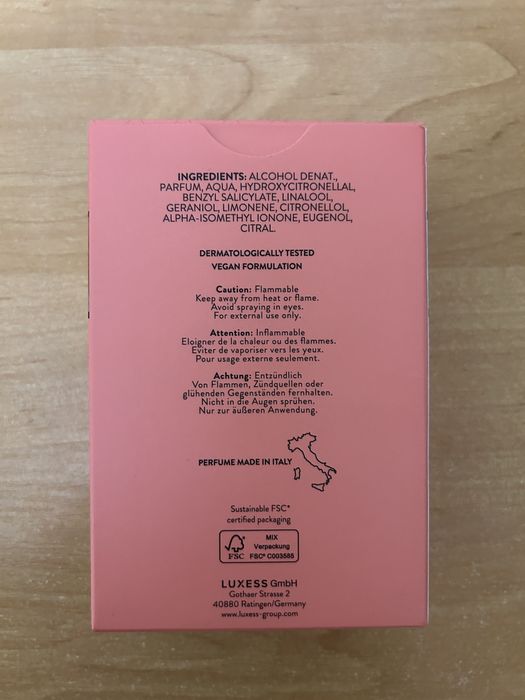 INGREDIENTS: ALCOHOL DENAT.,
PARFUM, AQUA, HYDROXYCITRONELLAL,
BENZYL SALICYLATE, LINALOOL,
GERANIOL, LIMONENE, CITRONELLOL,
ALPHA-ISOMETHYL IONONE, EUGENOL,
CITRAL.
DERMATOLOGICALLY TESTED
VEGAN FORMULATION
Caution: Flammable
Keep away from heat or flame.
Avoid spraying in eyes.
For external use only.
Attention: Inflammable
Eloigner de la chaleur ou des flammes.
Eviter de vaporiser vers les yeux.
Pour usage externe seulement.
Achtung: Entzündlich
Von Flammen, Zündquellen oder
glühenden Gegenständen fernhalten.
Nicht in die Augen sprühen.
Nur zur äußeren Anwendung.
PERFUME MADE IN ITALY
Sustainable FSC®
certified packaging
FSC
MIX
Verpackung
FSC® C003585
LUXESS GmbH
Gothaer Strasse 2
40880 Ratingen/Germany
www.luxess-group.com